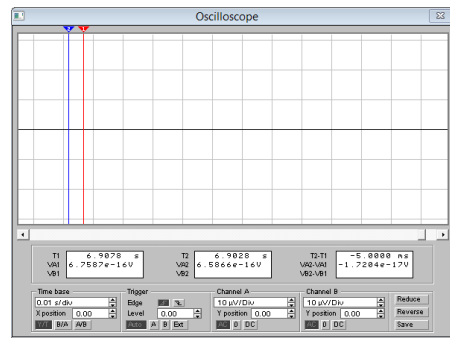 Oscilloscope
2 1
T1 6.9078 s T2 6.9028 s T2-T1 -5.0000 ms
VA1 6.7587e-16V VA2 6.5866e-16V VA2-VA1 -1.7204e-17V
VB1 VB2 VB2-VB1
Time base Trigger Channel A Channel B
0.01 s/div Edge 10 µV/Div 10 µV/Div Reduce
X position 0.00 Level 0.00 Y position 0.00 Y position 0.00 Reverse
Y/T B/A A/B Auto A B Ext AC 0 DC AC 0 DC Save